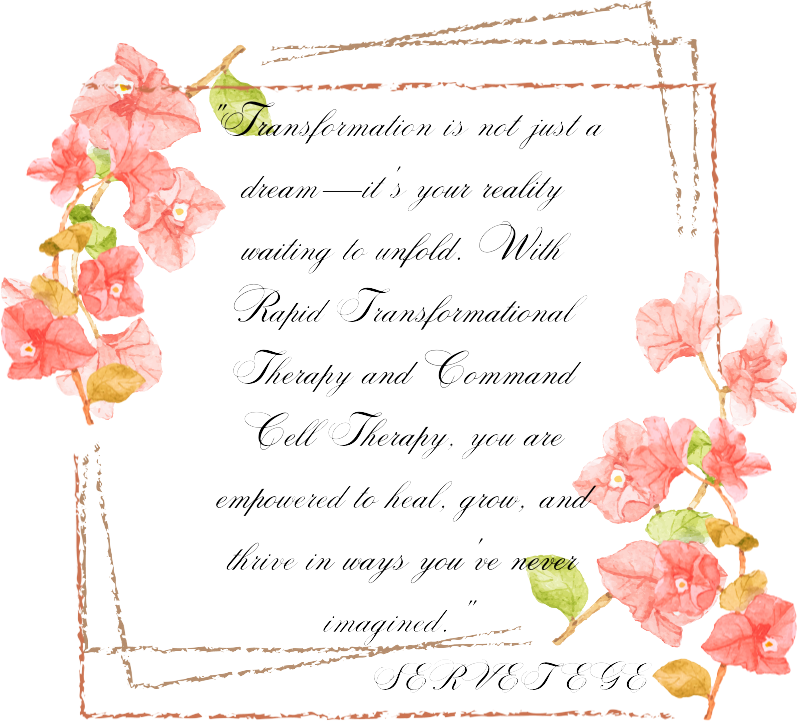 "Transformation is not just a
dream—it's your reality
waiting to unfold. With
Rapid Transformational
Therapy and Command
Cell Therapy, you are
empowered to heal, grow, and
thrive in ways you've never
imagined."
SERVET EGE